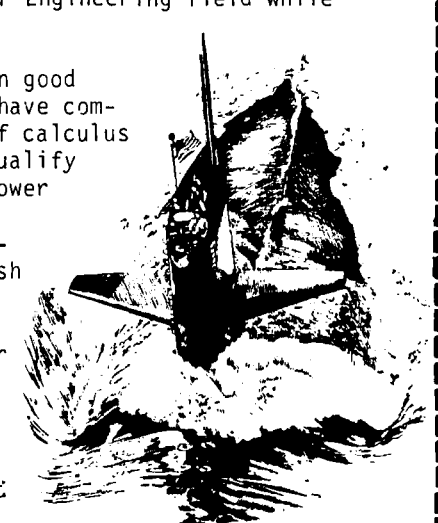 Engineering field while
n good
have com-
f calculus
ualify
ower
-
sh